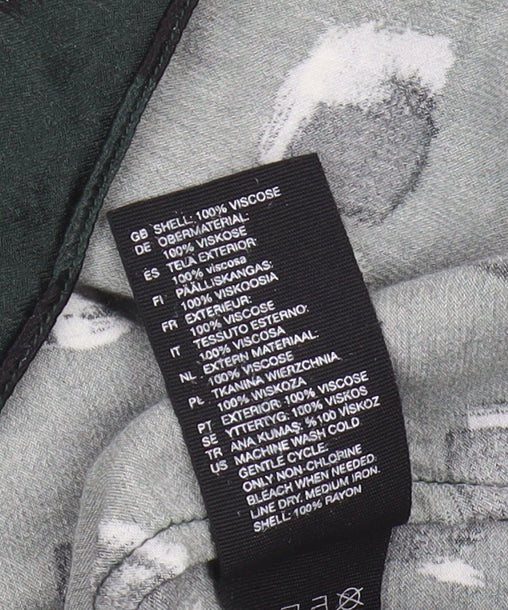 GB SHELL: 100% VISCOSE
DE OBERMATERIAL:
100% VISKOSE
ES TELA EXTERIOR:
100% viscosa
FI PÄÄLLISKANGAS:
100% VISKOOSIA
FR EXTERIEUR:
100% VISCOSE
IT TESSUTO ESTERNO:
100% VISCOSA
NL EXTERN MATERIAAL:
100% VISCOSE
PL TKANINA WIERZCHNIA
100% WISKOZA
PT EXTERIOR: 100% VISCOSE
SE YTTERTYG: 100% VISKOS
TR ANA KUMAŞ: %100 VİSKOZ
US MACHINE WASH COLD
GENTLE CYCLE.
ONLY NON-CHLORINE
BLEACH WHEN NEEDED.
LINE DRY. MEDIUM IRON.
SHELL: 100% RAYON